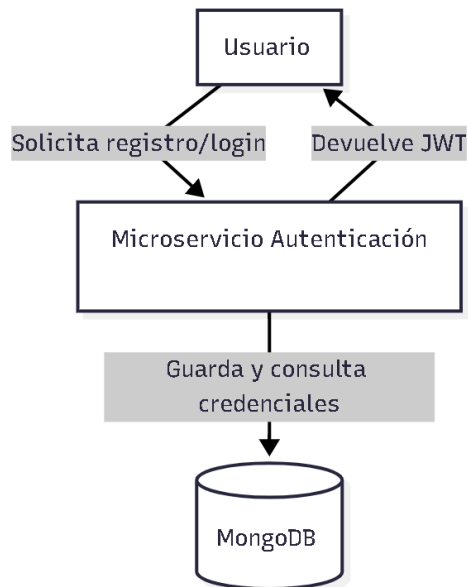 Usuario
Solicita registro/login
Devuelve JWT
Microservicio Autenticación
Guarda y consulta
credenciales
MongoDB